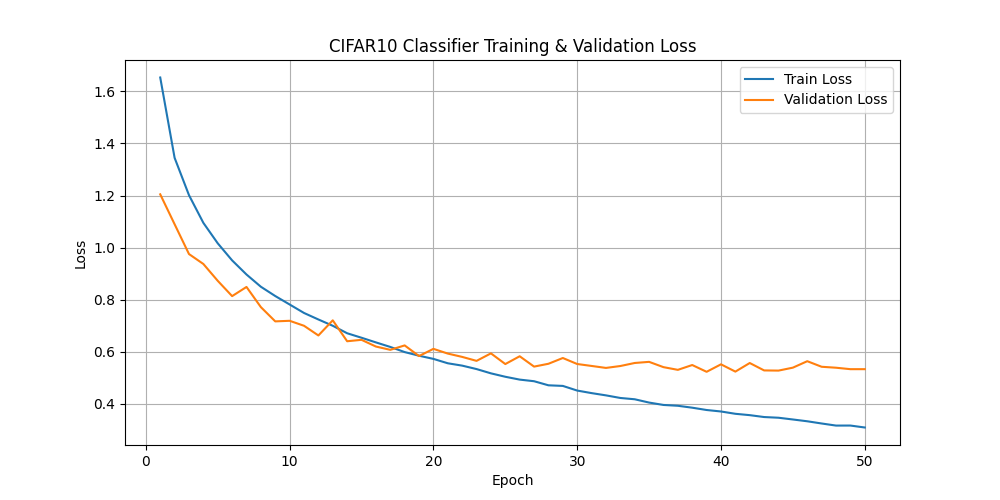 CIFAR10 Classifier Training & Validation Loss
Train Loss
Validation Loss
Loss
1.6
1.4
1.2
1.0
0.8
0.6
0.4
0
10
20
30
40
50
Epoch